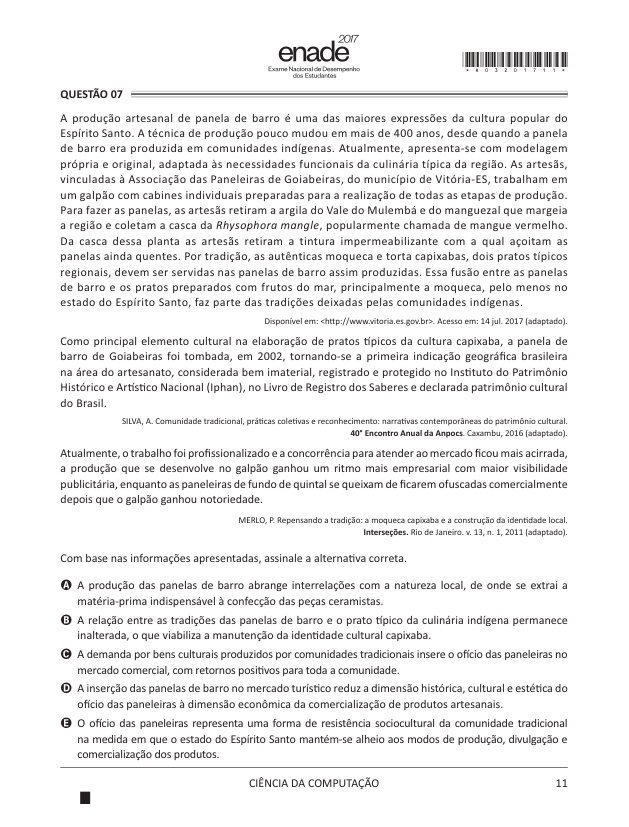 2017
enade
Exame Nacional de Desempenho
dos Estudantes
*R0320171 1*
QUESTÃO 07
A produção artesanal de panela de barro é uma das maiores expressões da cultura popular do
Espírito Santo. A técnica de produção pouco mudou em mais de 400 anos, desde quando a panela
de barro era produzida em comunidades indígenas. Atualmente, apresenta-se com modelagem
própria e original, adaptada às necessidades funcionais da culinária típica da região. As artesãs,
vinculadas à Associação das Paneleiras de Goiabeiras, do município de Vitória-ES, trabalham em
um galpão com cabines individuais preparadas para a realização de todas as etapas de produção.
Para fazer as panelas, as artesãs retiram a argila do Vale do Mulembá e do manguezal que margeia
a região e coletam a casca da Rhysophora mangle, popularmente chamada de mangue vermelho.
Da casca dessa planta as artesãs retiram a tintura impermeabilizante com a qual açoitam as
panelas ainda quentes. Por tradição, as autênticas moqueca e torta capixabas, dois pratos típicos
regionais, devem ser servidas nas panelas de barro assim produzidas. Essa fusão entre as panelas
de barro e os pratos preparados com frutos do mar, principalmente a moqueca, pelo menos no
estado do Espírito Santo, faz parte das tradições deixadas pelas comunidades indígenas.
Disponível em: <http://www.vitoria.es.gov.br>. Acesso em: 14 jul. 2017 (adaptado).
Como principal elemento cultural na elaboração de pratos típicos da cultura capixaba, a panela de
barro de Goiabeiras foi tombada, em 2002, tornando-se a primeira indicação geográfica brasileira
na área do artesanato, considerada bem imaterial, registrado e protegido no Instituto do Patrimônio
Histórico e Artístico Nacional (Iphan), no Livro de Registro dos Saberes e declarada patrimônio cultural
do Brasil.
SILVA, A. Comunidade tradicional, práticas coletivas e reconhecimento: narrativas contemporâneas do patrimônio cultural.
40° Encontro Anual da Anpocs. Caxambu, 2016 (adaptado).
Atualmente, o trabalho foi profissionalizado e a concorrência para atender ao mercado ficou mais acirrada,
a produção que se desenvolve no galpão ganhou um ritmo mais empresarial com maior visibilidade
publicitária, enquanto as paneleiras de fundo de quintal se queixam de ficarem ofuscadas comercialmente
depois que o galpão ganhou notoriedade.
MERLO, P. Repensando a tradição: a moqueca capixaba e a construção da identidade local.
Interseções. Rio de Janeiro. v. 13, n. 1, 2011 (adaptado).
Com base nas informações apresentadas, assinale a alternativa correta.
A A produção das panelas de barro abrange interrelações com a natureza local, de onde se extrai a
matéria-prima indispensável à confecção das peças ceramistas.
B A relação entre as tradições das panelas de barro e o prato típico da culinária indígena permanece
inalterada, o que viabiliza a manutenção da identidade cultural capixaba.
C A demanda por bens culturais produzidos por comunidades tradicionais insere o ofício das paneleiras no
mercado comercial, com retornos positivos para toda a comunidade.
D A inserção das panelas de barro no mercado turístico reduz a dimensão histórica, cultural e estética do
ofício das paneleiras à dimensão econômica da comercialização de produtos artesanais.
E O ofício das paneleiras representa uma forma de resistência sociocultural da comunidade tradicional
na medida em que o estado do Espírito Santo mantém-se alheio aos modos de produção, divulgação e
comercialização dos produtos.
CIÊNCIA DA COMPUTAÇÃO
11